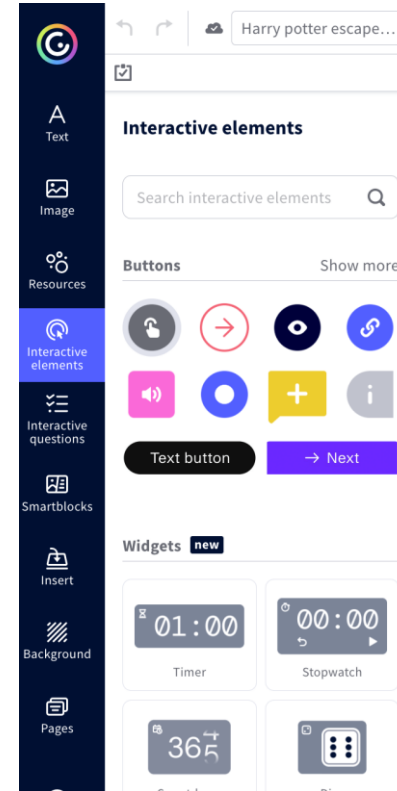 Harry potter escape...
Text
Image
Resources
Interactive
elements
Interactive
questions
Smartblocks
Insert
Background
Pages
Interactive elements
Search interactive elements
Buttons
Show more
Text button
→ Next
Widgets new
01:00
00:00
Timer
Stopwatch